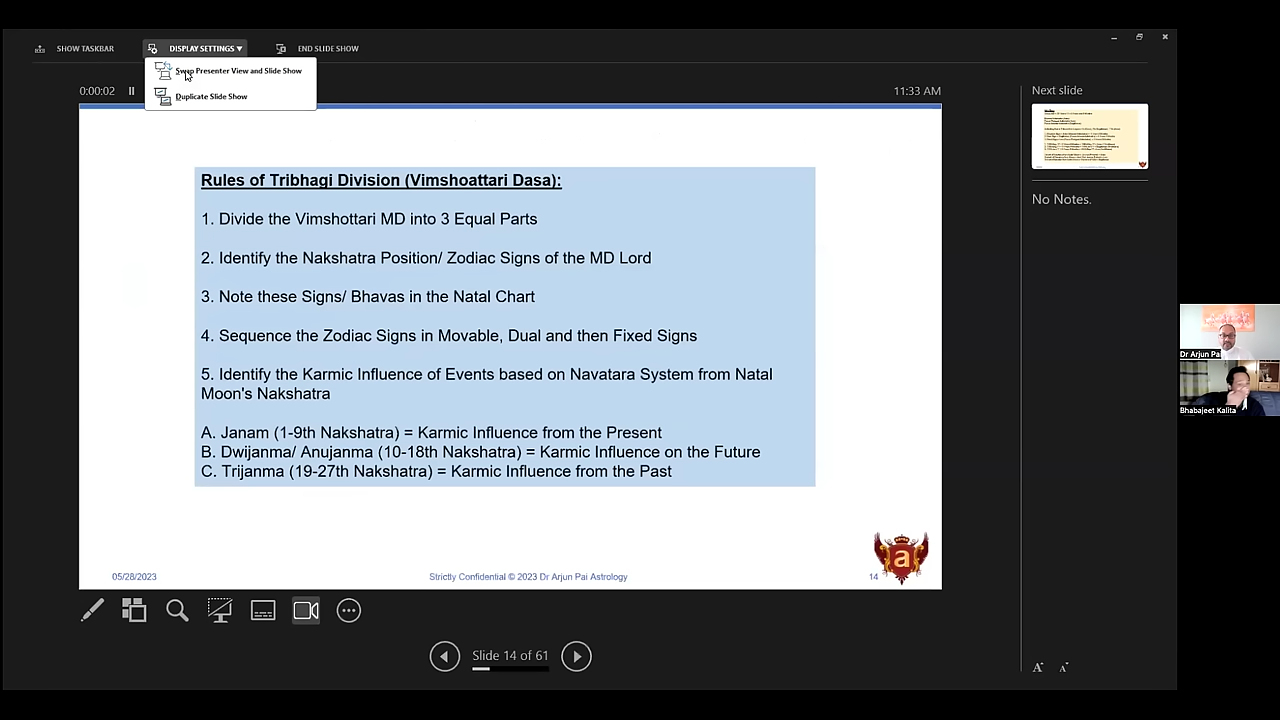 SHOW TASKBAR
DISPLAY SETTINGS ▼
END SLIDE SHOW
Swap Presenter View and Slide Show
Duplicate Slide Show
0:00:02
11:33 AM
Next slide
No Notes.
Rules of Tribhagi Division (Vimshoattari Dasa):
1. Divide the Vimshottari MD into 3 Equal Parts
2. Identify the Nakshatra Position/ Zodiac Signs of the MD Lord
3. Note these Signs/ Bhavas in the Natal Chart
4. Sequence the Zodiac Signs in Movable, Dual and then Fixed Signs
5. Identify the Karmic Influence of Events based on Navatara System from Natal
Moon's Nakshatra
A. Janam (1-9th Nakshatra) = Karmic Influence from the Present
B. Dwijanma/ Anujanma (10-18th Nakshatra) = Karmic Influence on the Future
C. Trijanma (19-27th Nakshatra) = Karmic Influence from the Past
a
05/28/2023
Strictly Confidential © 2023 Dr Arjun Pai Astrology
14
Slide 14 of 61
A
A
Dr Arjun Pai
Bhabajeet Kalita